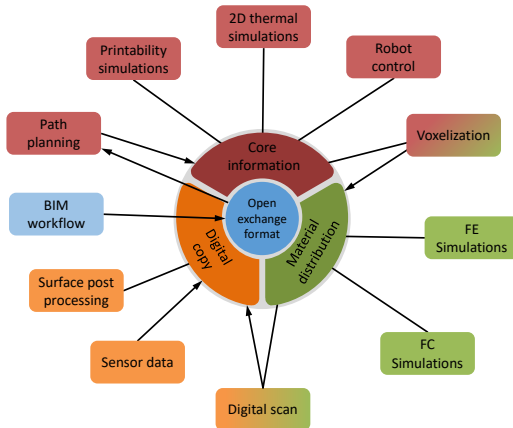 2D thermal
simulations
Printability
simulations
Robot
control
Path
planning
Core
information
Voxelization
BIM
workflow
Open
exchange
format
Digital
copy
Material
distribution
FE
Simulations
Surface post
processing
Sensor data
FC
Simulations
Digital scan